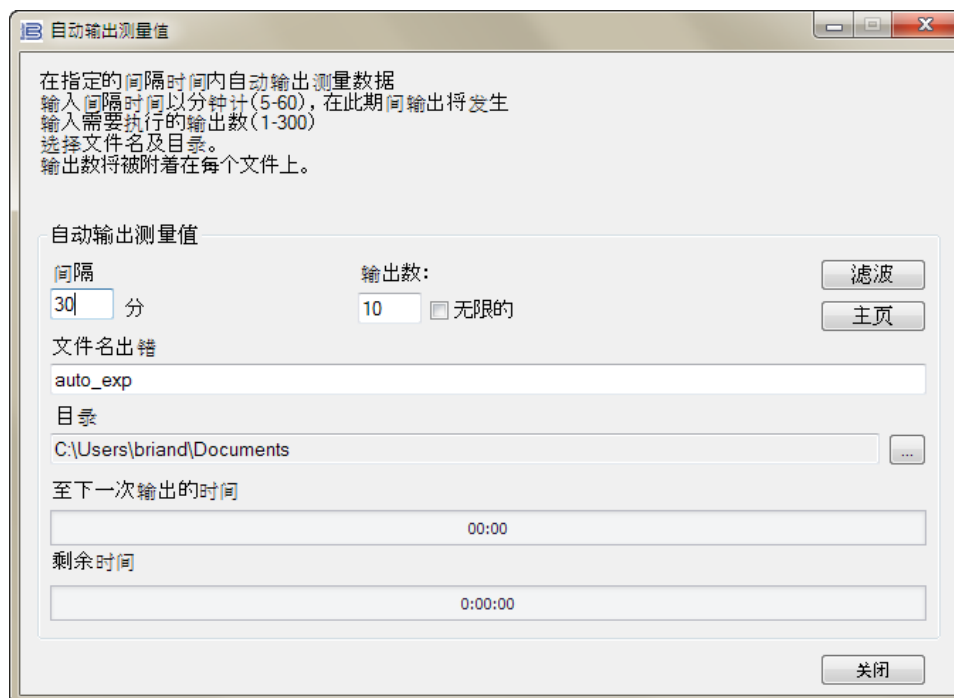 自动输出测量值
在指定的间隔时间内自动输出测量数据
输入间隔时间以分钟计(5-60), 在此期间输出将发生
输入需要执行的输出数(1-300)
选择文件名及目录。
输出数将被附着在每个文件上。
自动输出测量值
间隔
输出数:
滤波
30
分
10
无限的
主页
文件名出错
auto_exp
目录
C:\Users\briand\Documents
...
至下一次输出的时间
00:00
剩余时间
0:00:00
关闭